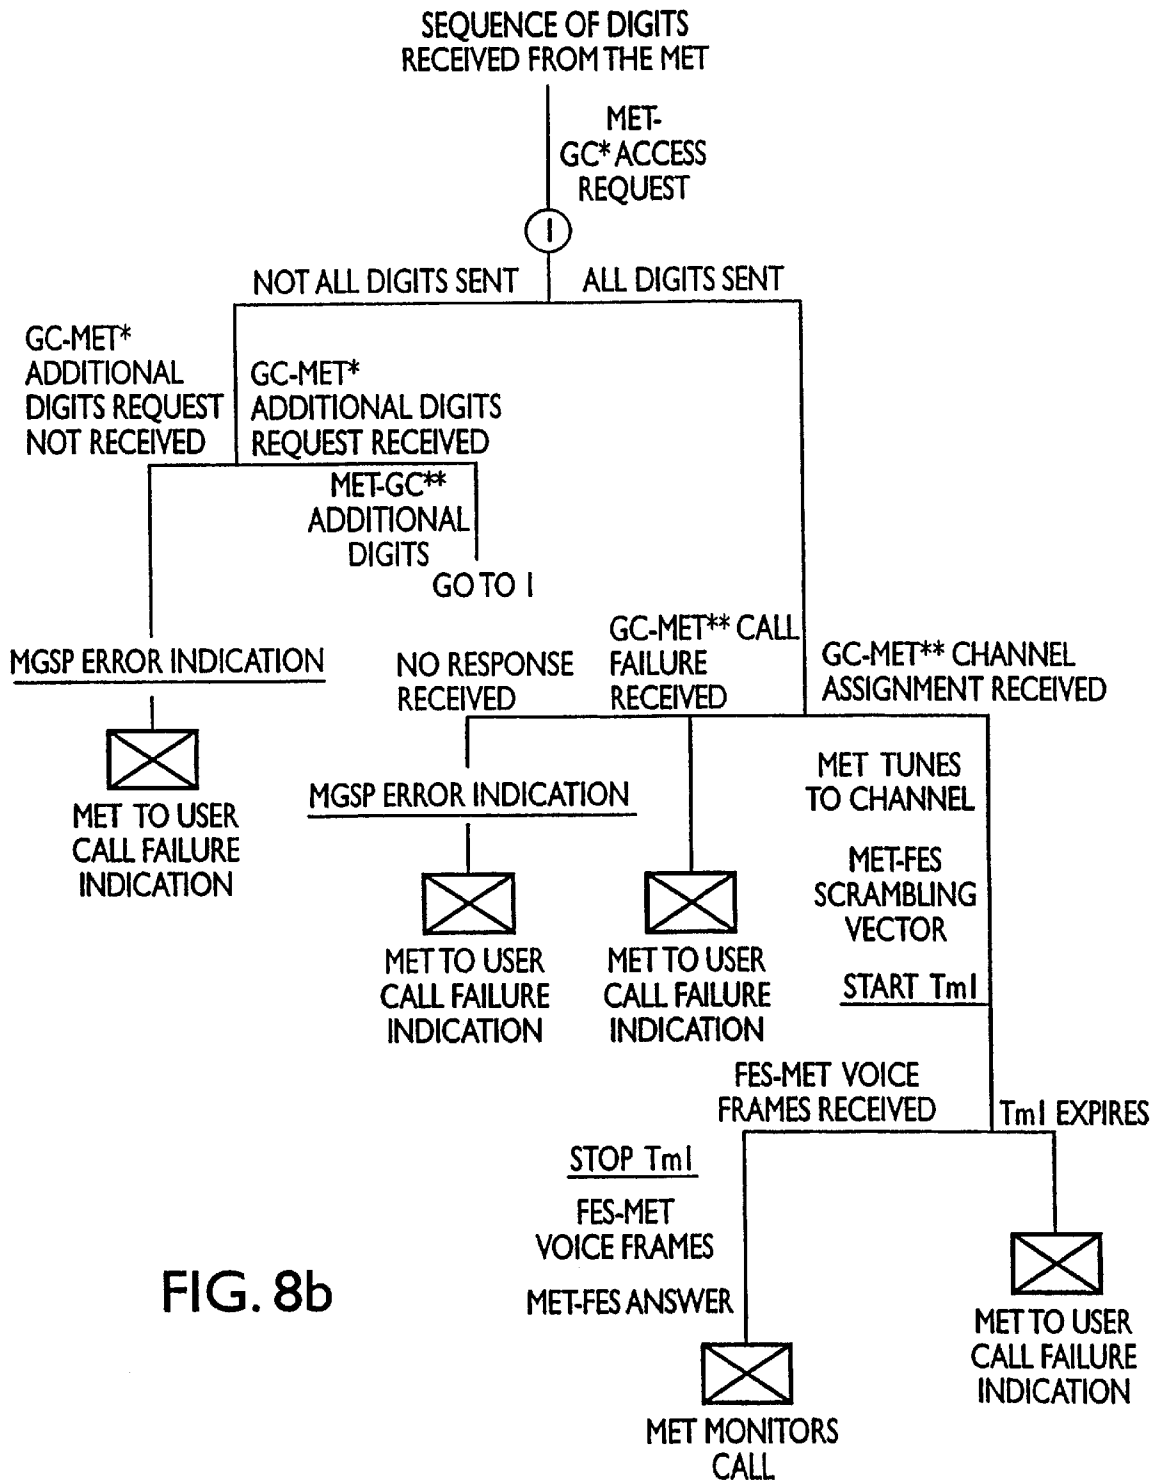 SEQUENCE OF DIGITS
RECEIVED FROM THE MET
MET-
GC* ACCESS
REQUEST
1
NOT ALL DIGITS SENT
ALL DIGITS SENT
GC-MET*
ADDITIONAL
DIGITS REQUEST
NOT RECEIVED
GC-MET*
ADDITIONAL DIGITS
REQUEST RECEIVED
MET-GC**
ADDITIONAL
DIGITS
GO TO 1
MGSP ERROR INDICATION
MET TO USER
CALL FAILURE
INDICATION
NO RESPONSE
RECEIVED
GC-MET** CALL
FAILURE
RECEIVED
GC-MET** CHANNEL
ASSIGNMENT RECEIVED
MGSP ERROR INDICATION
MET TO USER
CALL FAILURE
INDICATION
MET TO USER
CALL FAILURE
INDICATION
MET TUNES
TO CHANNEL
MET-FES
SCRAMBLING
VECTOR
START Tm1
FES-MET VOICE
FRAMES RECEIVED
Tm1 EXPIRES
STOP Tm1
FES-MET
VOICE FRAMES
MET-FES ANSWER
MET MONITORS
CALL
MET TO USER
CALL FAILURE
INDICATION
FIG. 8b